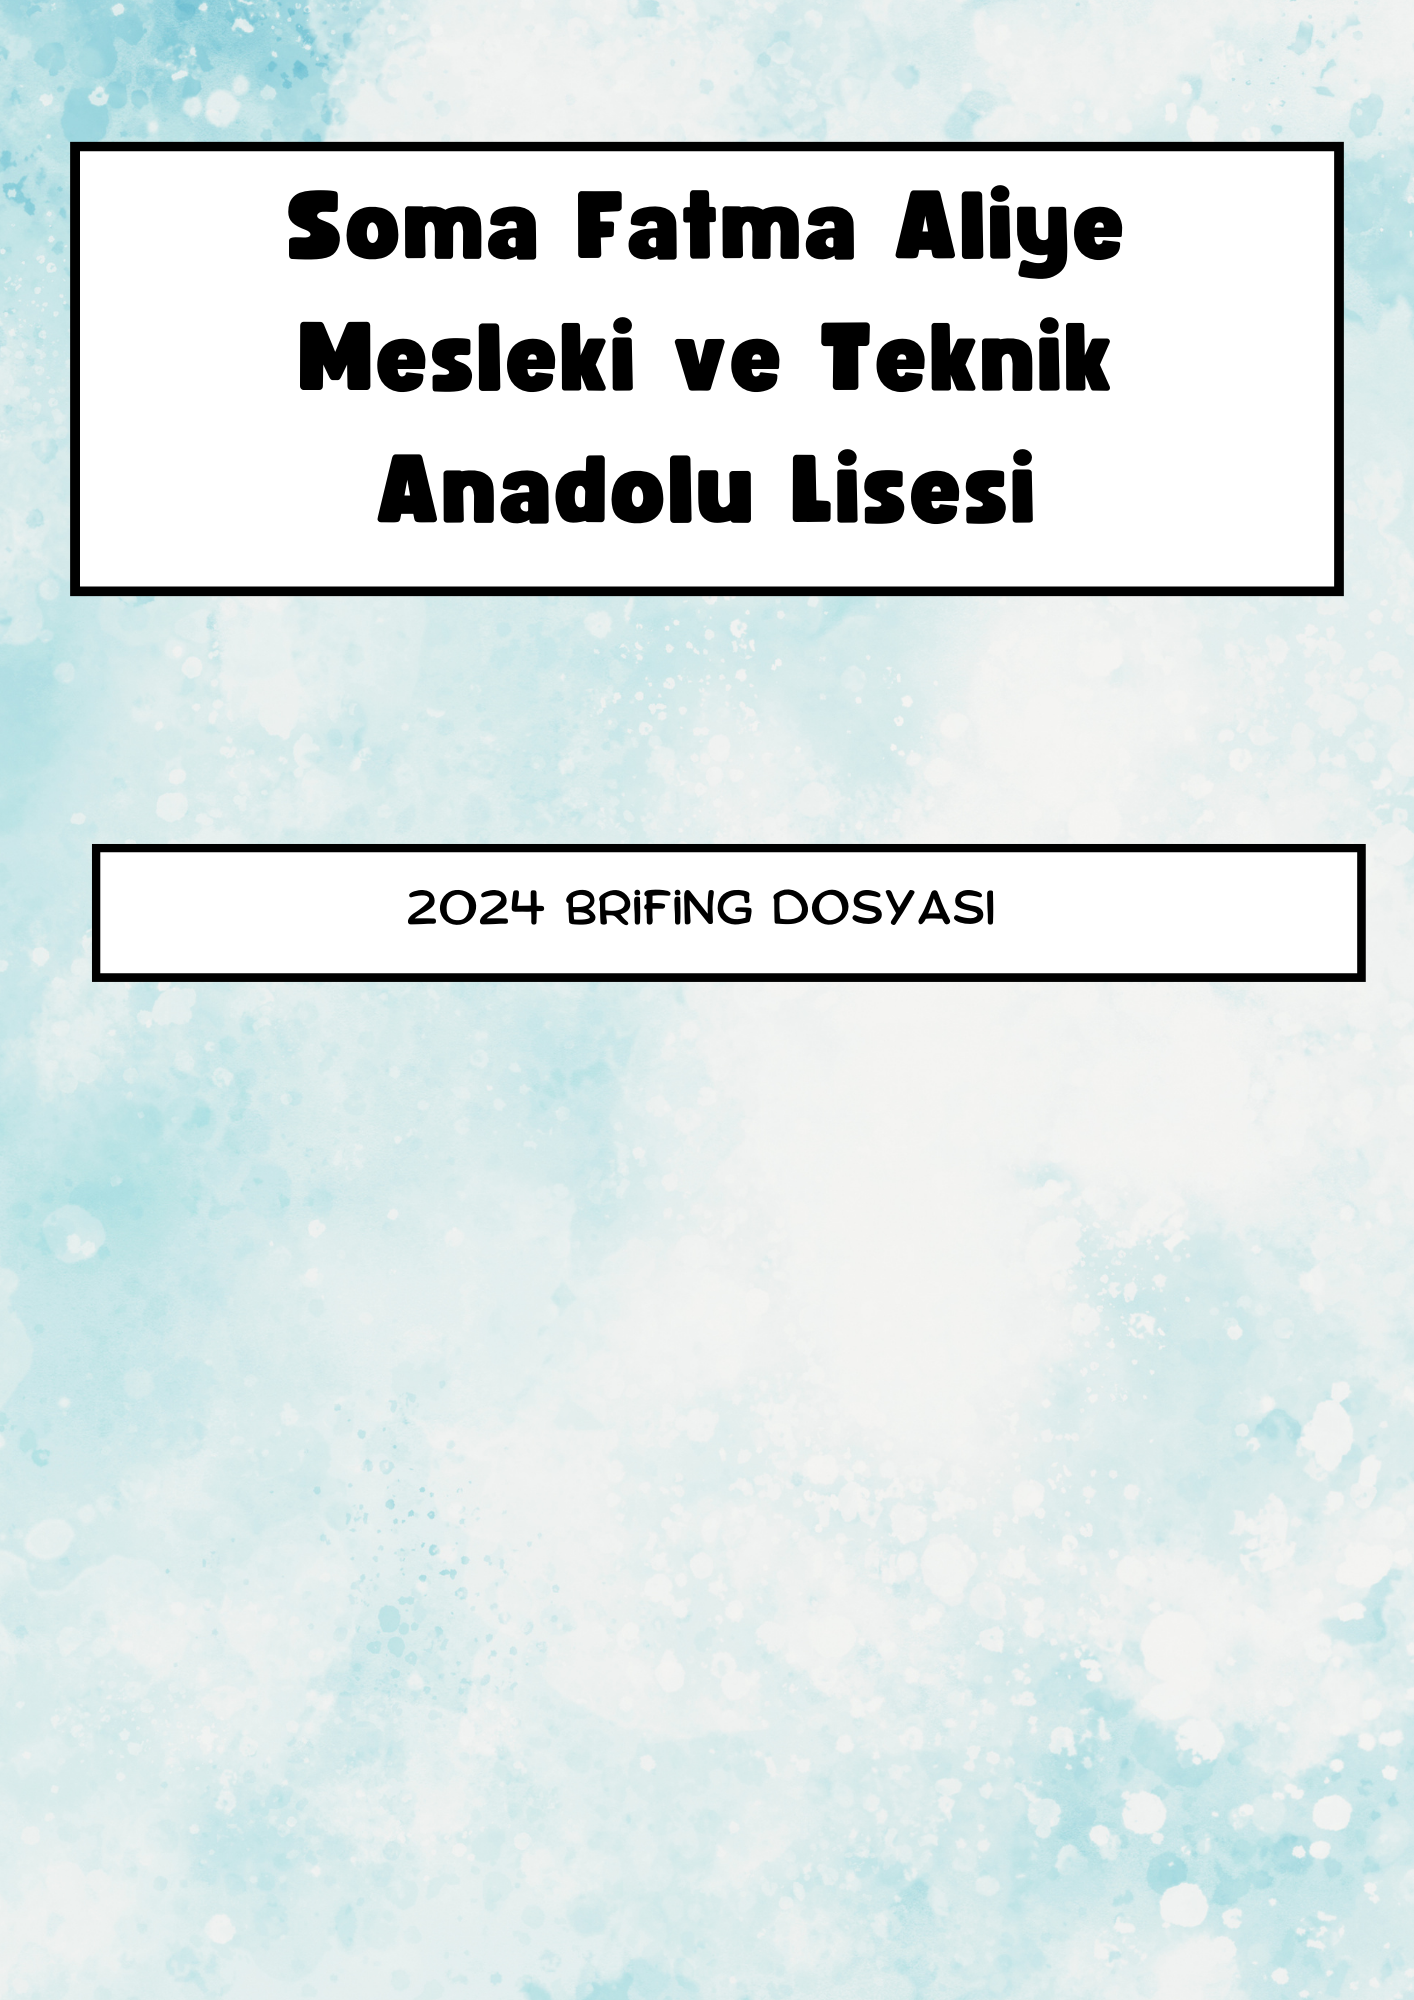 Soma Fatma Aliye
Mesleki ve Teknik
Anadolu Lisesi
2024 BRİFİNG DOSYASI